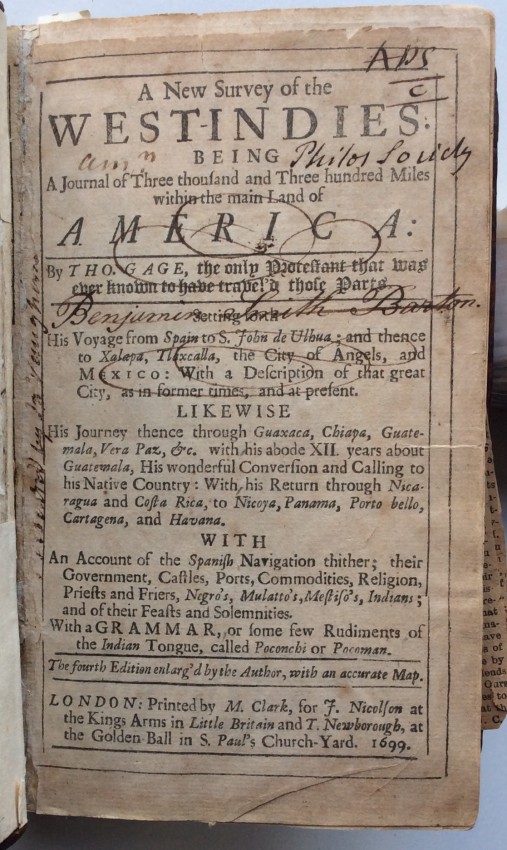 APS
C
A New Survey of the
WEST-INDIES:
BEING Philos Society
Amn
A Journal of Three thouſand and Three hundred Miles
within the main Land of
AMERICA:
By THO. GAGE, the only Proteſtant that was
ever known to have travel'd thoſe Parts.
Benjamin Smith Barton.
Setting forth
His Voyage from Spain to S. John de Ulhua; and thence
to Xalapa, Tlaxcalla, the City of Angels, and
MEXICO: With a Deſcription of that great
City, as in former times, and at preſent.
LIKEWISE
His Journey thence through Guaxaca, Chiapa, Guate-
mala, Vera Paz, &c. with his abode XII. years about
Guatemala, His wonderful Converſion and Calling to
his Native Country: With his Return through Nica-
ragua and Coſta Rica, to Nicoya, Panama, Porto bello,
Cartagena, and Havana.
WITH
An Account of the Spaniſh Navigation thither; their
Government, Caſtles, Ports, Commodities, Religion,
Prieſts and Friers, Negro's, Mulatto's, Meſtiſo's, Indians;
and of their Feaſts and Solemnities.
With a GRAMMAR, or ſome few Rudiments of
the Indian Tongue, called Poconchi or Pocoman.
The fourth Edition enlarg'd by the Author, with an accurate Map.
LONDON: Printed by M. Clark, for J. Nicolſon at
the Kings Arms in Little Britain and T. Newborough, at
the Golden Ball in S. Paul's Church-Yard. 1699.